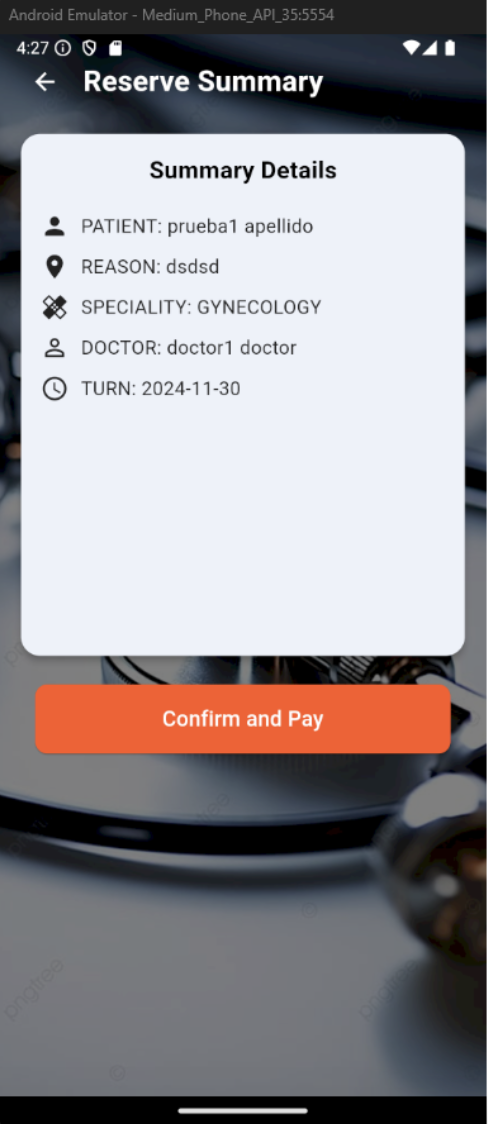 Android Emulator - Medium_Phone_API_35:5554
4:27
Reserve Summary
Summary Details
PATIENT: prueba1 apellido
REASON: dsdsd
SPECIALITY: GYNECOLOGY
DOCTOR: doctor1 doctor
TURN: 2024-11-30
Confirm and Pay
pngtree
pngtree